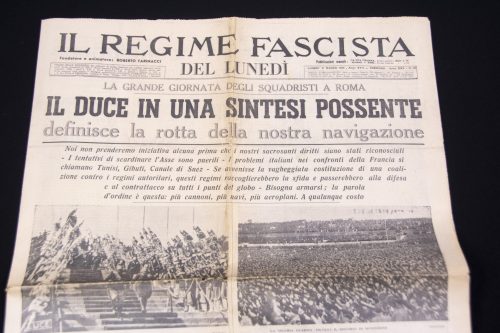 IL REGIME FASCISTA
Fondatore e animatore: ROBERTO FARINACCI
DEL LUNEDÌ
LA GRANDE GIORNATA DEGLI SQUADRISTI A ROMA
IL DUCE IN UNA SINTESI POSSENTE
definisce la rotta della nostra navigazione
Noi non prenderemo iniziativa alcuna prima che i nostri sacrosanti diritti siano stati riconosciuti
- I tentativi di scardinare l'Asse sono puerili - I problemi italiani nei confronti della Francia si
chiamano Tunisi, Gibuti, Canale di Suez - Se avvenisse la vagheggiata costituzione di una coa-
lizione contro i regimi autoritari, questi regimi raccoglierebbero la sfida e passerebbero alla difesa
e al contrattacco su tutti i punti del globo - Bisogna armarsi: la parola
d'ordine è questa: più cannoni, più navi, più aeroplani. A qualunque costo
LUCE